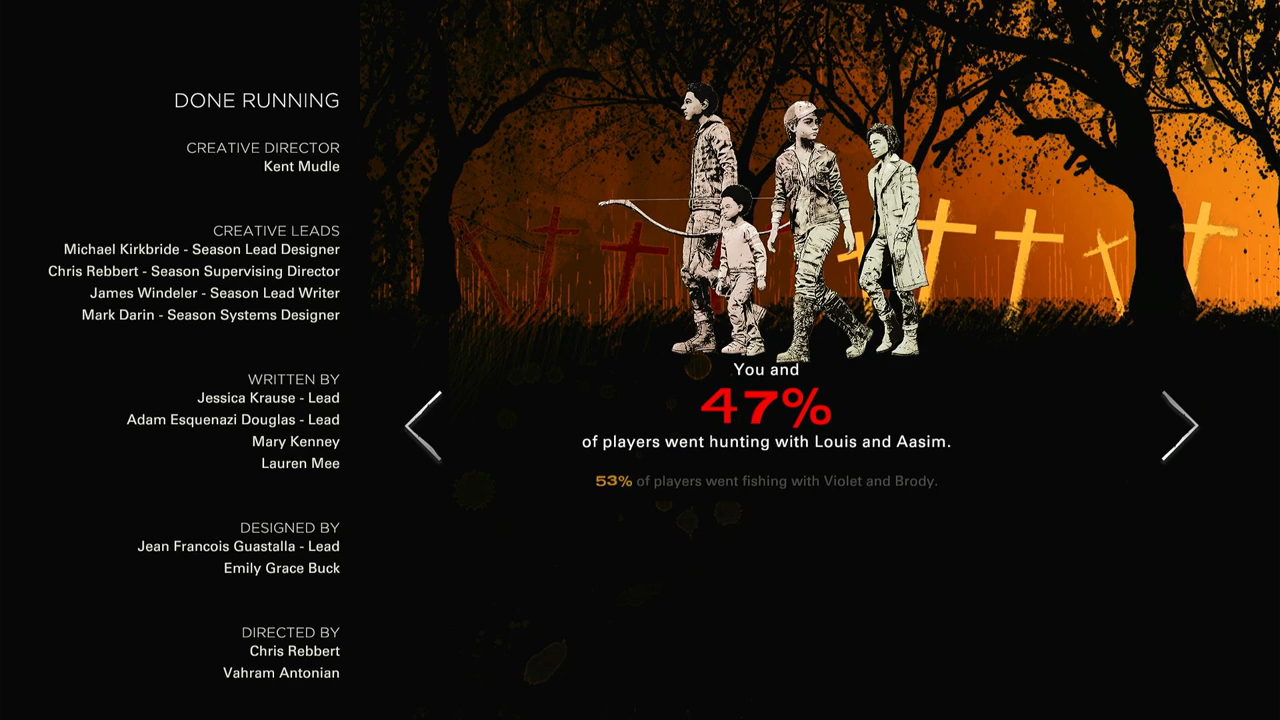 DONE RUNNING
CREATIVE DIRECTOR
Kent Mudle
CREATIVE LEADS
Michael Kirkbride - Season Lead Designer
Chris Rebbert - Season Supervising Director
James Windeler - Season Lead Writer
Mark Darin - Season Systems Designer
WRITTEN BY
Jessica Krause - Lead
Adam Esquenazi Douglas - Lead
Mary Kenney
Lauren Mee
DESIGNED BY
Jean Francois Guastalla - Lead
Emily Grace Buck
DIRECTED BY
Chris Rebbert
Vahram Antonian
You and
47%
of players went hunting with Louis and Aasim.
53% of players went fishing with Violet and Brody.